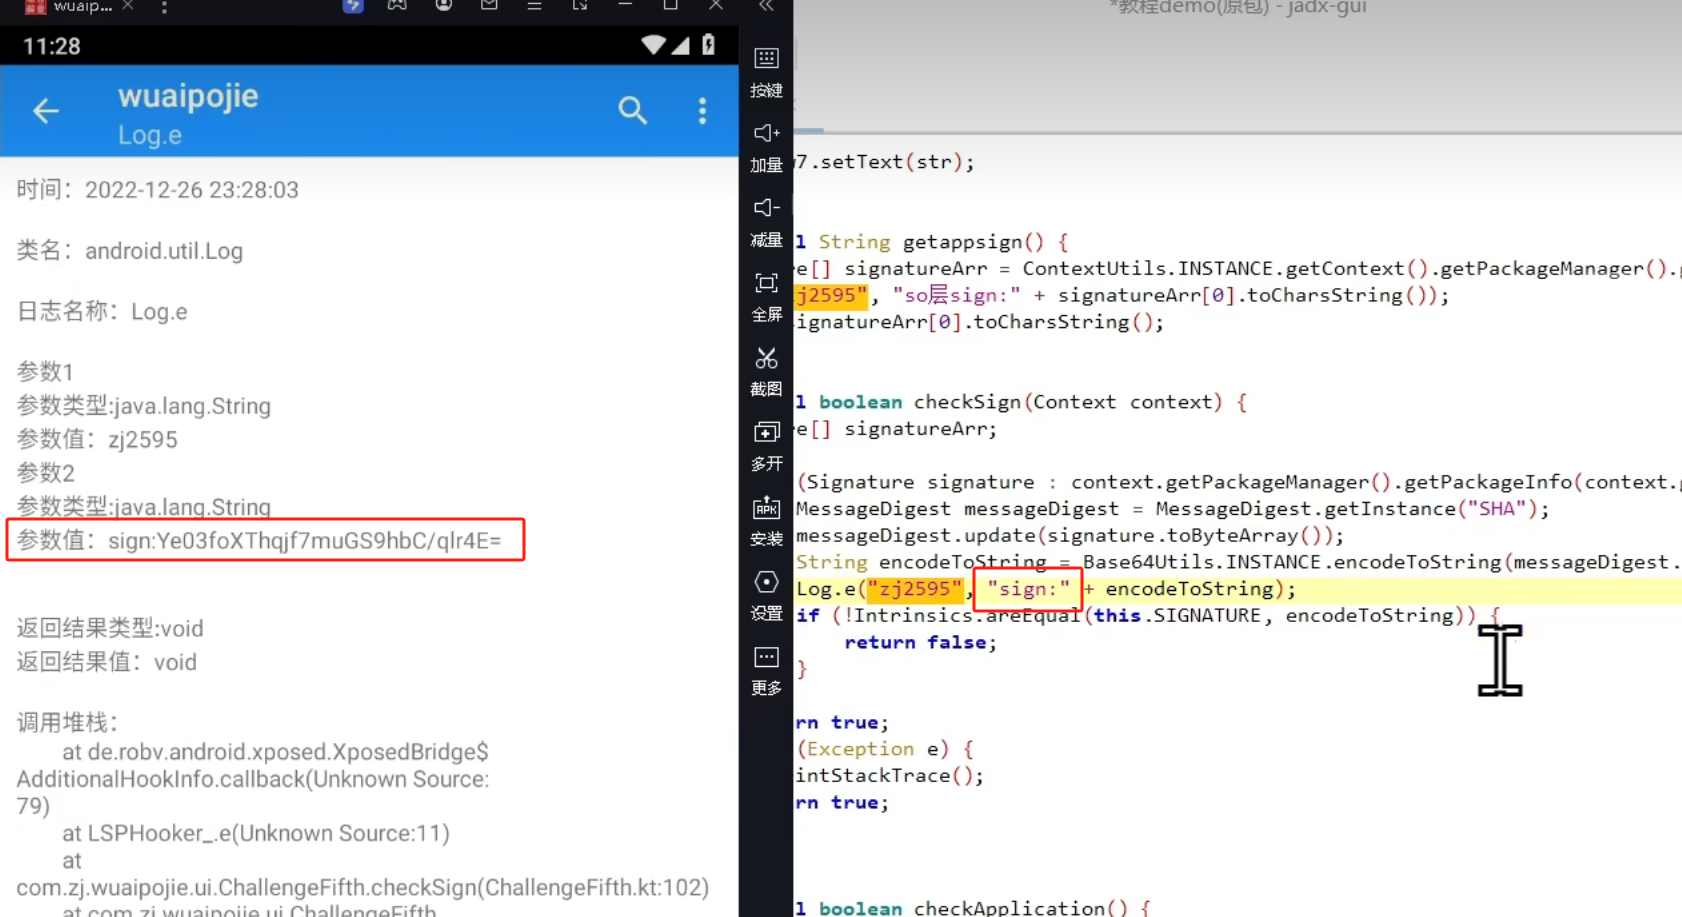 wuaip...
*教程demo(原包) - jadx-gui
11:28
wuaipojie
Log.e
时间：2022-12-26 23:28:03
类名：android.util.Log
日志名称：Log.e
参数1
参数类型:java.lang.String
参数值：zj2595
参数2
参数类型:java.lang.String
参数值：sign:Ye03foXThqjf7muGS9hbC/qlr4E=
返回结果类型:void
返回结果值：void
调用堆栈：
at de.robv.android.xposed.XposedBridge$
AdditionalHookInfo.callback(Unknown Source:
79)
at LSPHooker_.e(Unknown Source:11)
at
com.zj.wuaipojie.ui.ChallengeFifth.checkSign(ChallengeFifth.kt:102)
at com.zj.wuaipojie.ui.ChallengeFifth
按键
加量
减量
全屏
截图
多开
APK
安装
设置
更多
7.setText(str);
l String getappsign() {
e[] signatureArr = ContextUtils.INSTANCE.getContext().getPackageManager().g
zj2595", "so层sign:" + signatureArr[0].toCharsString());
ignatureArr[0].toCharsString();
l boolean checkSign(Context context) {
e[] signatureArr;
(Signature signature : context.getPackageManager().getPackageInfo(context.g
MessageDigest messageDigest = MessageDigest.getInstance("SHA");
messageDigest.update(signature.toByteArray());
String encodeToString = Base64Utils.INSTANCE.encodeToString(messageDigest.
Log.e("zj2595", "sign:" + encodeToString);
if (!Intrinsics.areEqual(this.SIGNATURE, encodeToString)) {
return false;
}
rn true;
(Exception e) {
intStackTrace();
rn true;
l boolean checkApplication() {